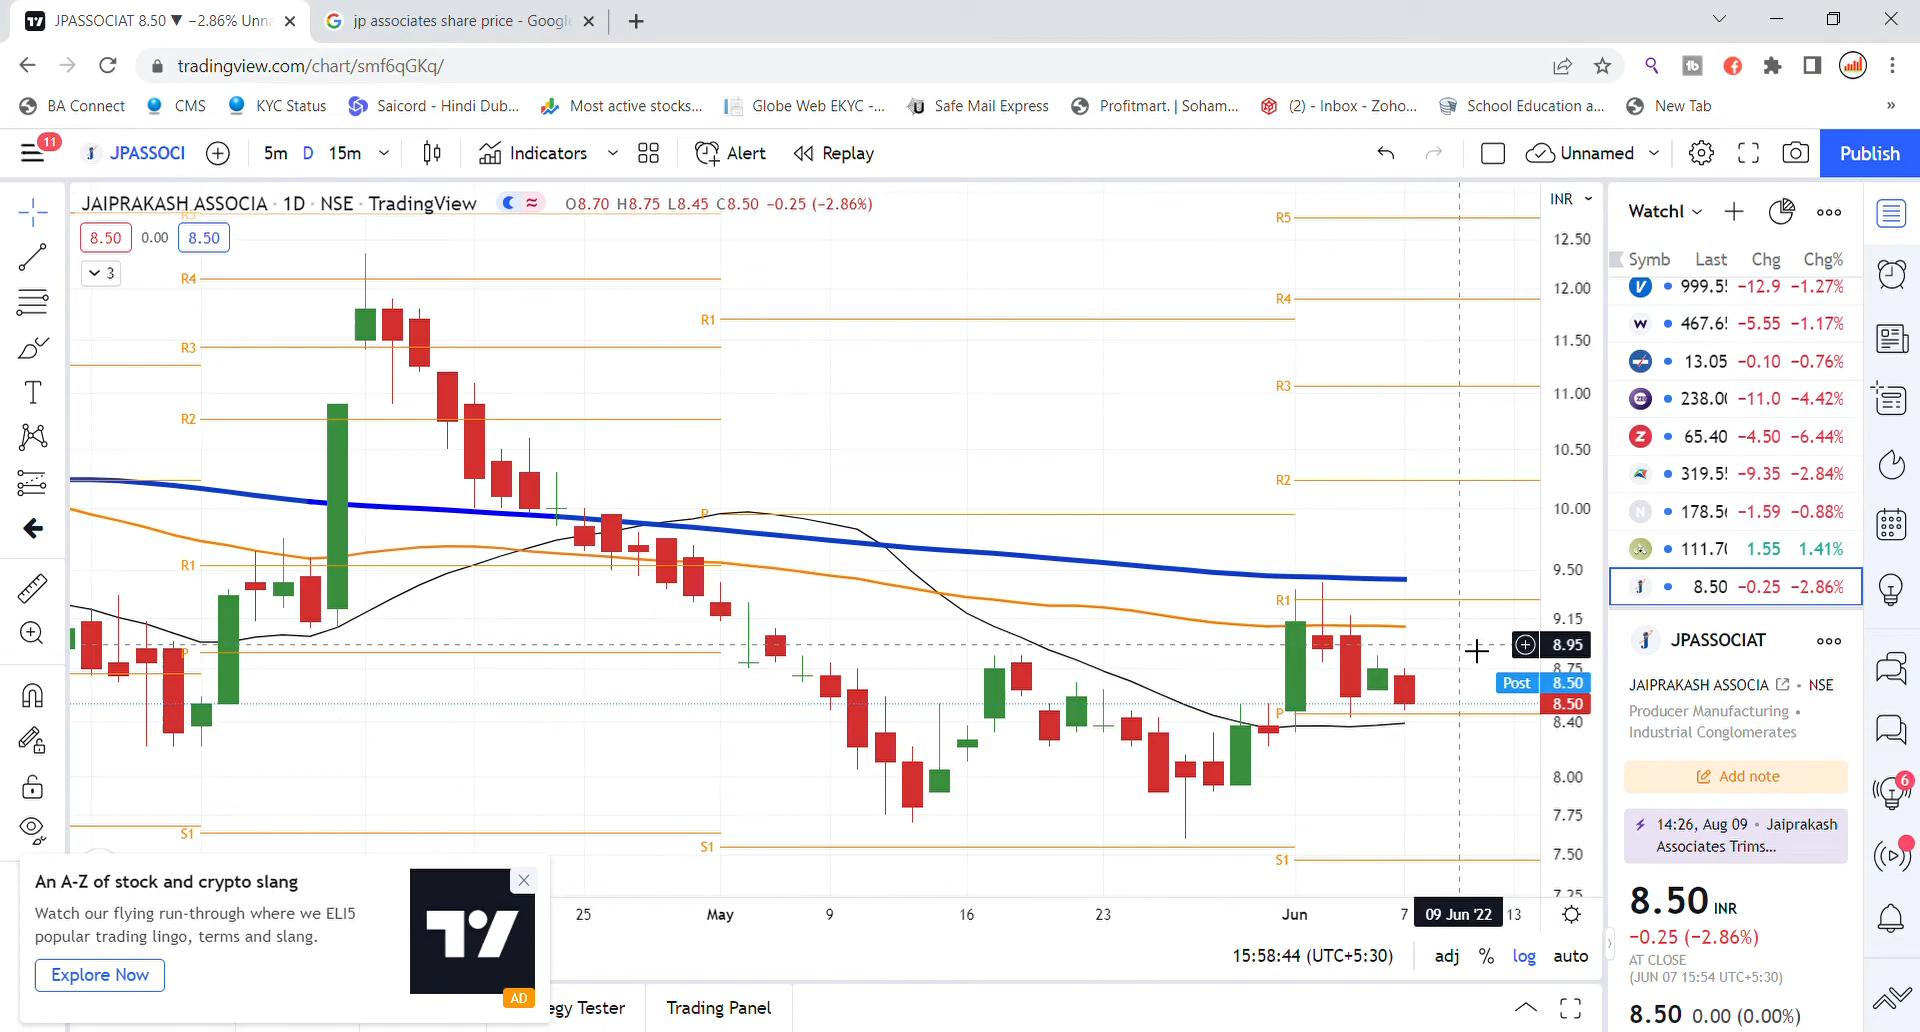 JPASSOCIAT 8.50 ▼ −2.86% Unna
jp associates share price - Google
tradingview.com/chart/smf6qGKq/
BA Connect
CMS
KYC Status
Saicord - Hindi Dub...
Most active stocks...
Globe Web EKYC -...
Safe Mail Express
Profitmart. | Soham...
(2) - Inbox - Zoho...
School Education a...
New Tab
»
11
JPASSOCI
5m D 15m
Indicators
Alert
Replay
Unnamed
Publish
JAIPRAKASH ASSOCIA · 1D · NSE · TradingView
O8.70 H8.75 L8.45 C8.50 −0.25 (−2.86%)
8.50 0.00 8.50
3
INR
R5
R4
R3
R2
R1
P
S1
R1
P
S1
R5
R4
R3
R2
R1
P
S1
12.50
12.00
11.50
11.00
10.50
10.00
9.50
9.15
8.95
8.75
Post 8.50
8.50
8.40
8.00
7.75
7.50
7.25
25 May 9 16 23 Jun 7 09 Jun '22 13
15:58:44 (UTC+5:30)
adj % log auto
egy Tester
Trading Panel
An A-Z of stock and crypto slang
Watch our flying run-through where we ELI5
popular trading lingo, terms and slang.
Explore Now
AD
Watchl
Symb Last Chg Chg%
999.5 −12.9 −1.27%
467.6 −5.55 −1.17%
13.05 −0.10 −0.76%
238.0 −11.0 −4.42%
65.40 −4.50 −6.44%
319.5 −9.35 −2.84%
178.5 −1.59 −0.88%
111.7 1.55 1.41%
8.50 −0.25 −2.86%
JPASSOCIAT
JAIPRAKASH ASSOCIA • NSE
Producer Manufacturing •
Industrial Conglomerates
Add note
14:26, Aug 09 • Jaiprakash
Associates Trims...
8.50 INR
−0.25 (−2.86%)
AT CLOSE
(JUN 07 15:54 UTC+5:30)
8.50 0.00 (0.00%)
6